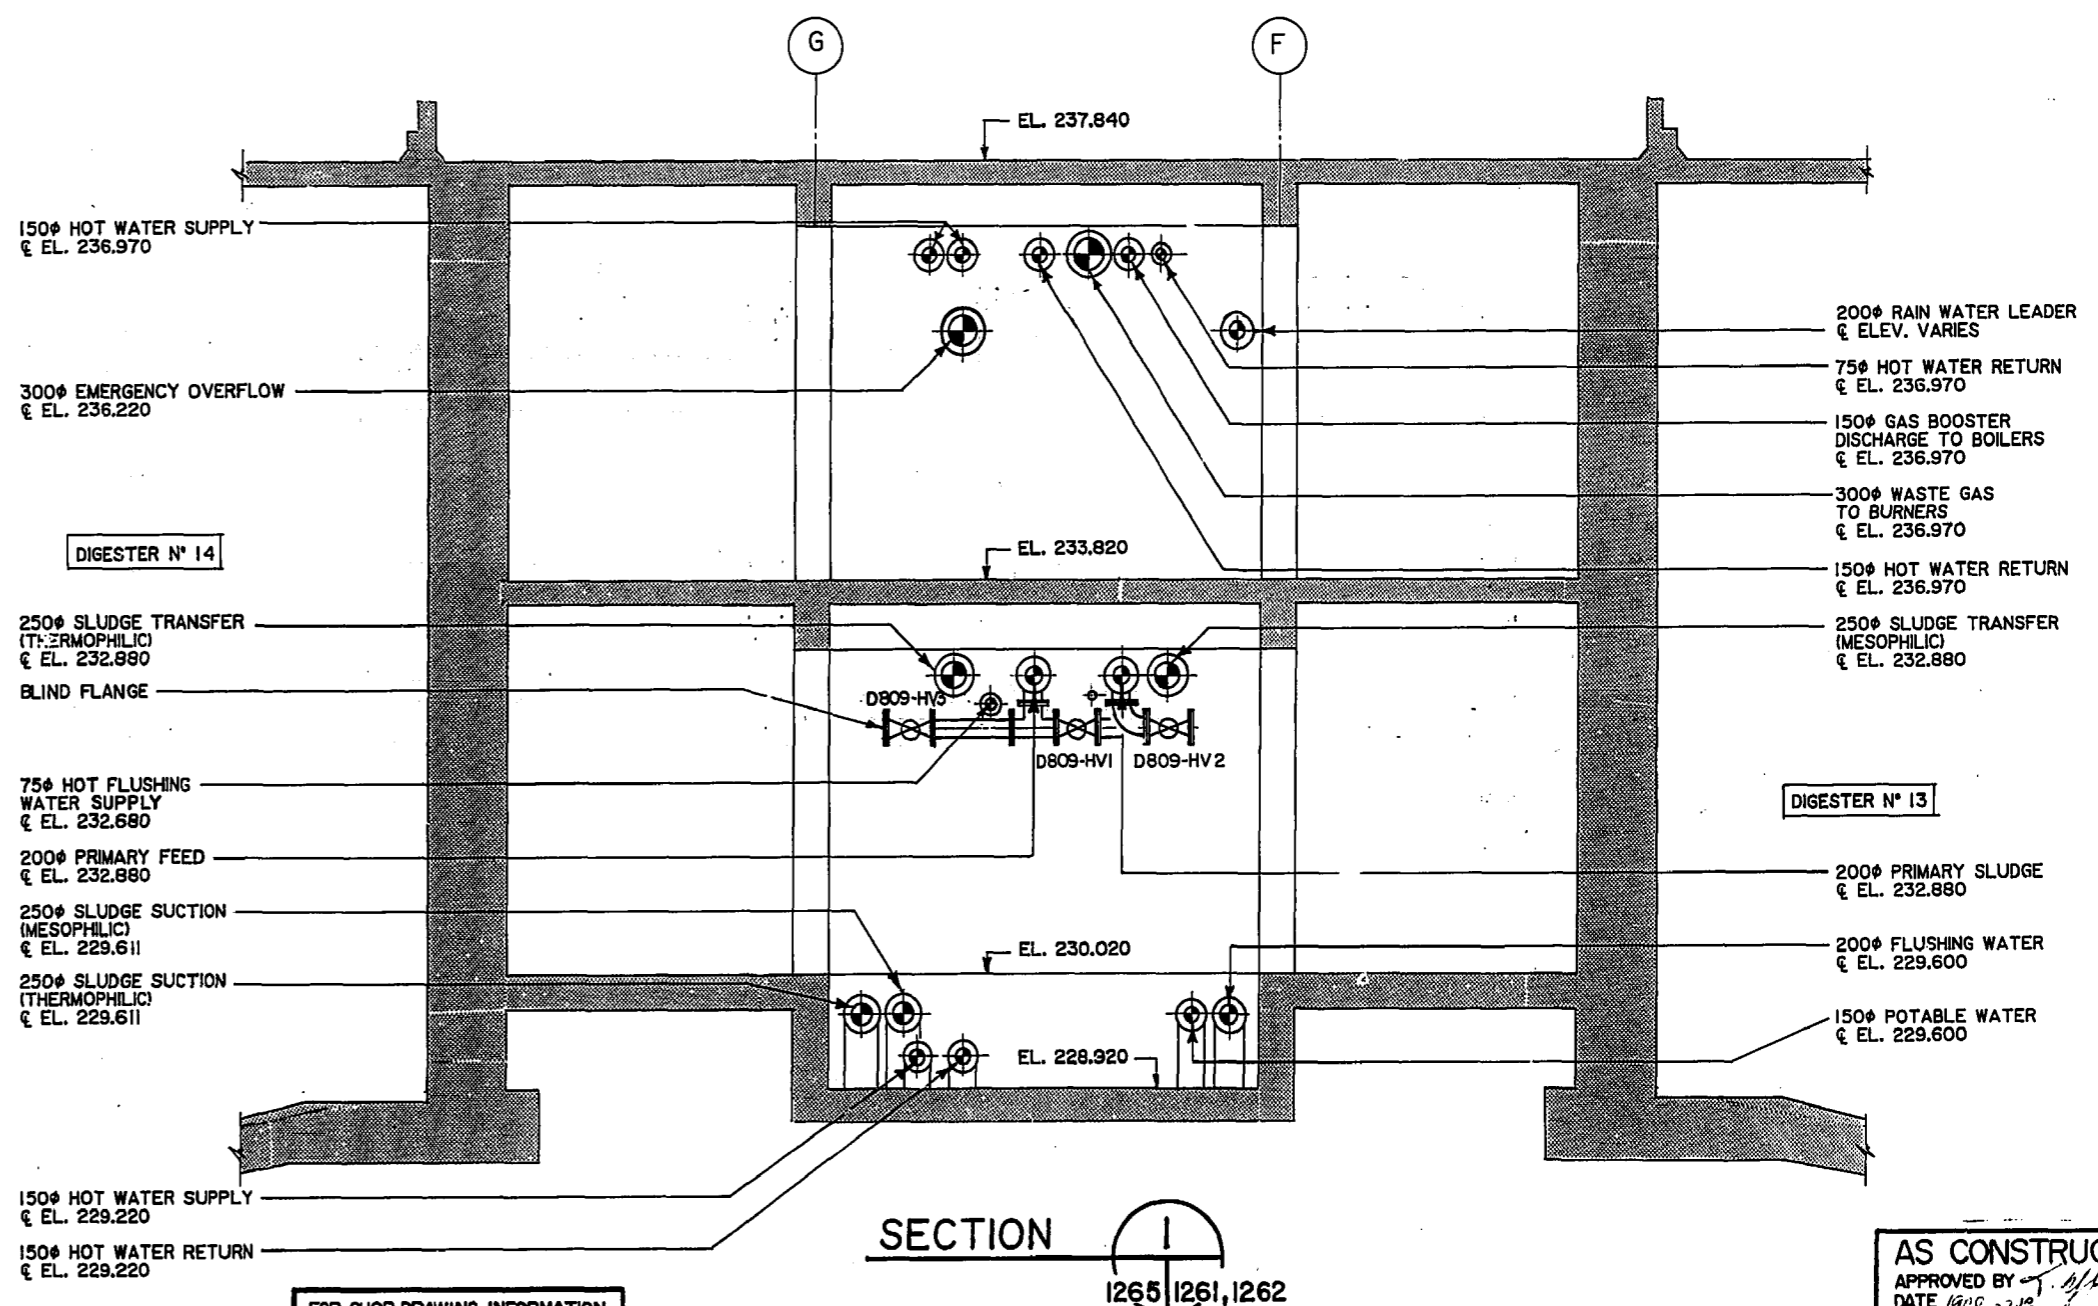 G
F
EL. 237.840
150φ HOT WATER SUPPLY
℄ EL. 236.970
300φ EMERGENCY OVERFLOW
℄ EL. 236.220
200φ RAIN WATER LEADER
℄ ELEV. VARIES
75φ HOT WATER RETURN
℄ EL. 236.970
150φ GAS BOOSTER
DISCHARGE TO BOILERS
℄ EL. 236.970
300φ WASTE GAS
TO BURNERS
℄ EL. 236.970
150φ HOT WATER RETURN
℄ EL. 236.970
DIGESTER N° 14
EL. 233.820
250φ SLUDGE TRANSFER
(THERMOPHILIC)
℄ EL. 232.880
BLIND FLANGE
250φ SLUDGE TRANSFER
(MESOPHILIC)
℄ EL. 232.880
D809-HV3
D809-HV1
D809-HV2
75φ HOT FLUSHING
WATER SUPPLY
℄ EL. 232.680
DIGESTER N° 13
200φ PRIMARY FEED
℄ EL. 232.880
200φ PRIMARY SLUDGE
℄ EL. 232.880
250φ SLUDGE SUCTION
(MESOPHILIC)
℄ EL. 229.611
EL. 230.020
200φ FLUSHING WATER
℄ EL. 229.600
250φ SLUDGE SUCTION
(THERMOPHILIC)
℄ EL. 229.611
150φ POTABLE WATER
℄ EL. 229.600
EL. 228.920
150φ HOT WATER SUPPLY
℄ EL. 229.220
150φ HOT WATER RETURN
℄ EL. 229.220
SECTION 1
1265 1261,1262
FOR SHOP DRAWING INFORMATION
AS CONSTRUC
APPROVED BY
DATE